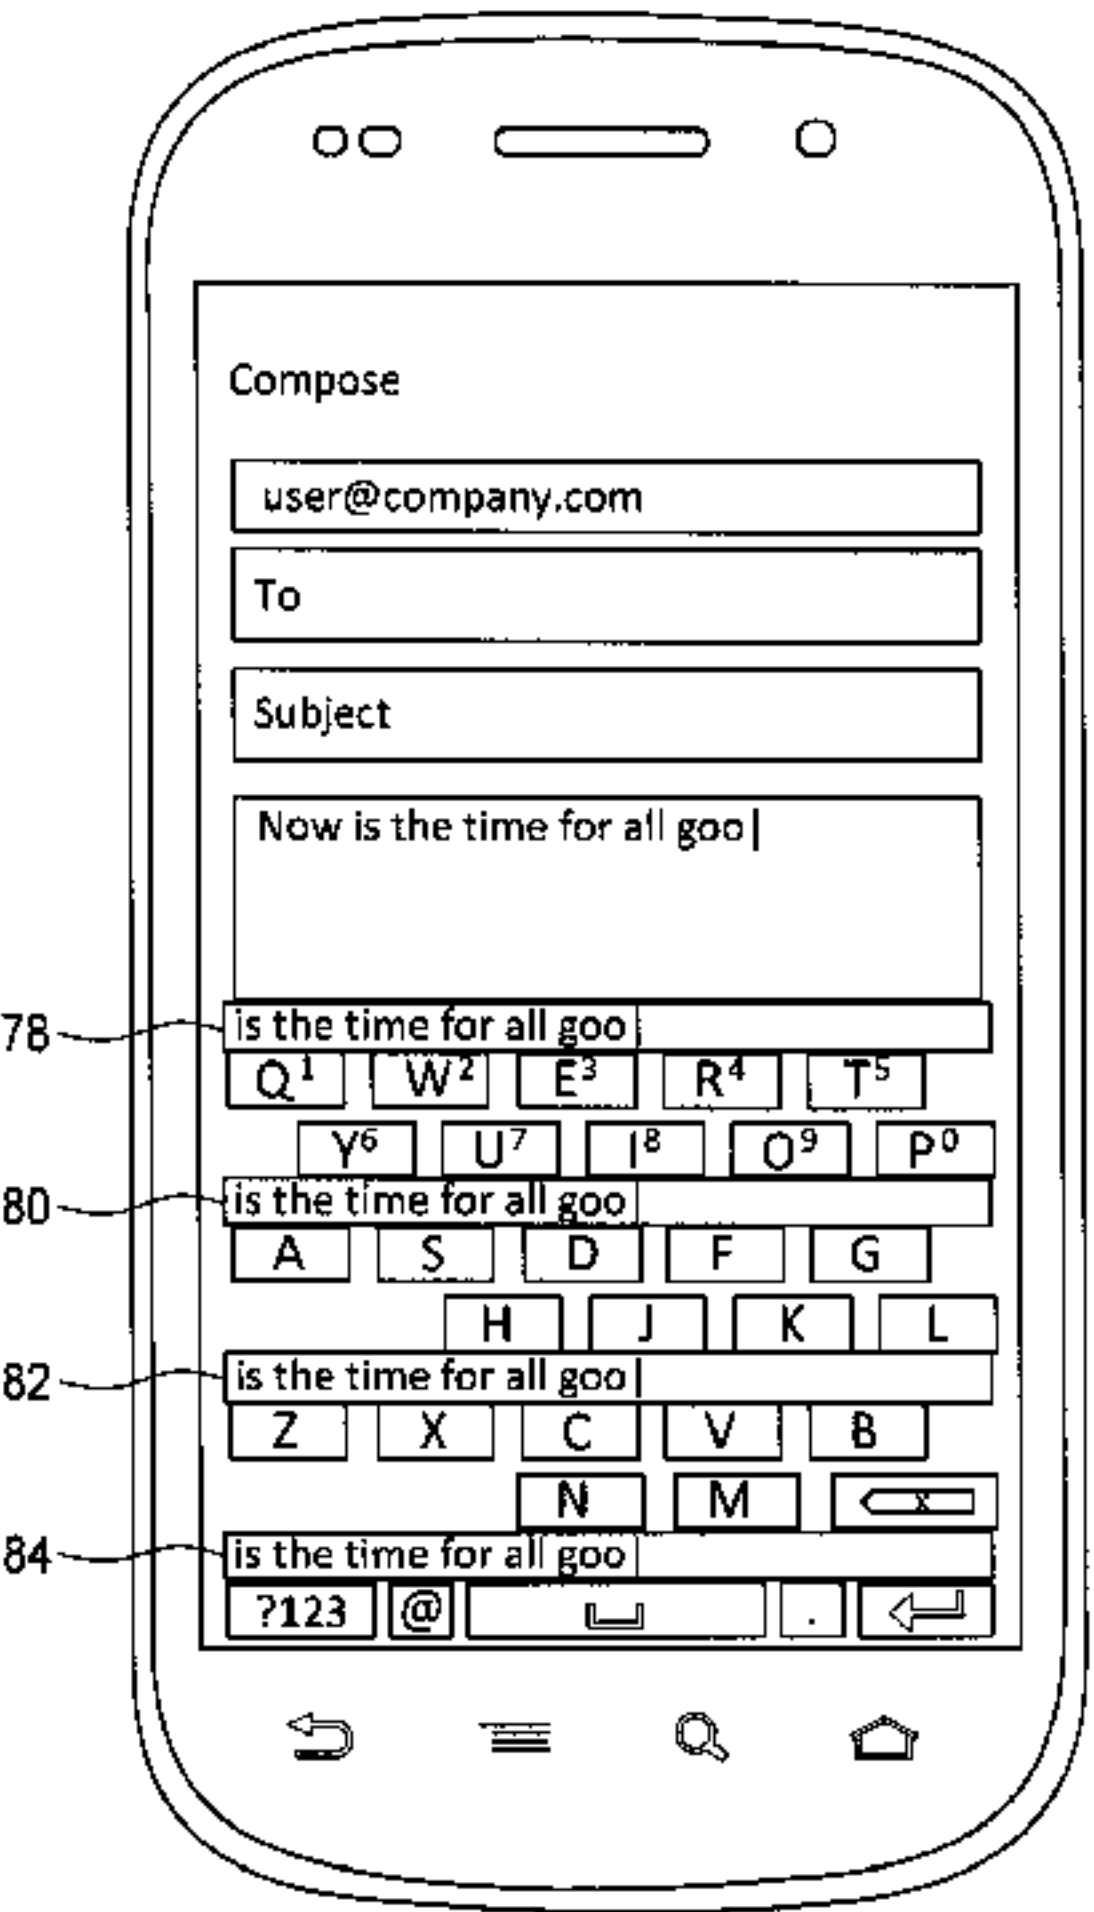 Compose
user@company.com
To
Subject
Now is the time for all goo
78 is the time for all goo
Q1 W2 E3 R4 T5
Y6 U7 I8 O9 P0
80 is the time for all goo
A S D F G
H J K L
82 is the time for all goo
Z X C V B
N M x
84 is the time for all goo
?123 @ .